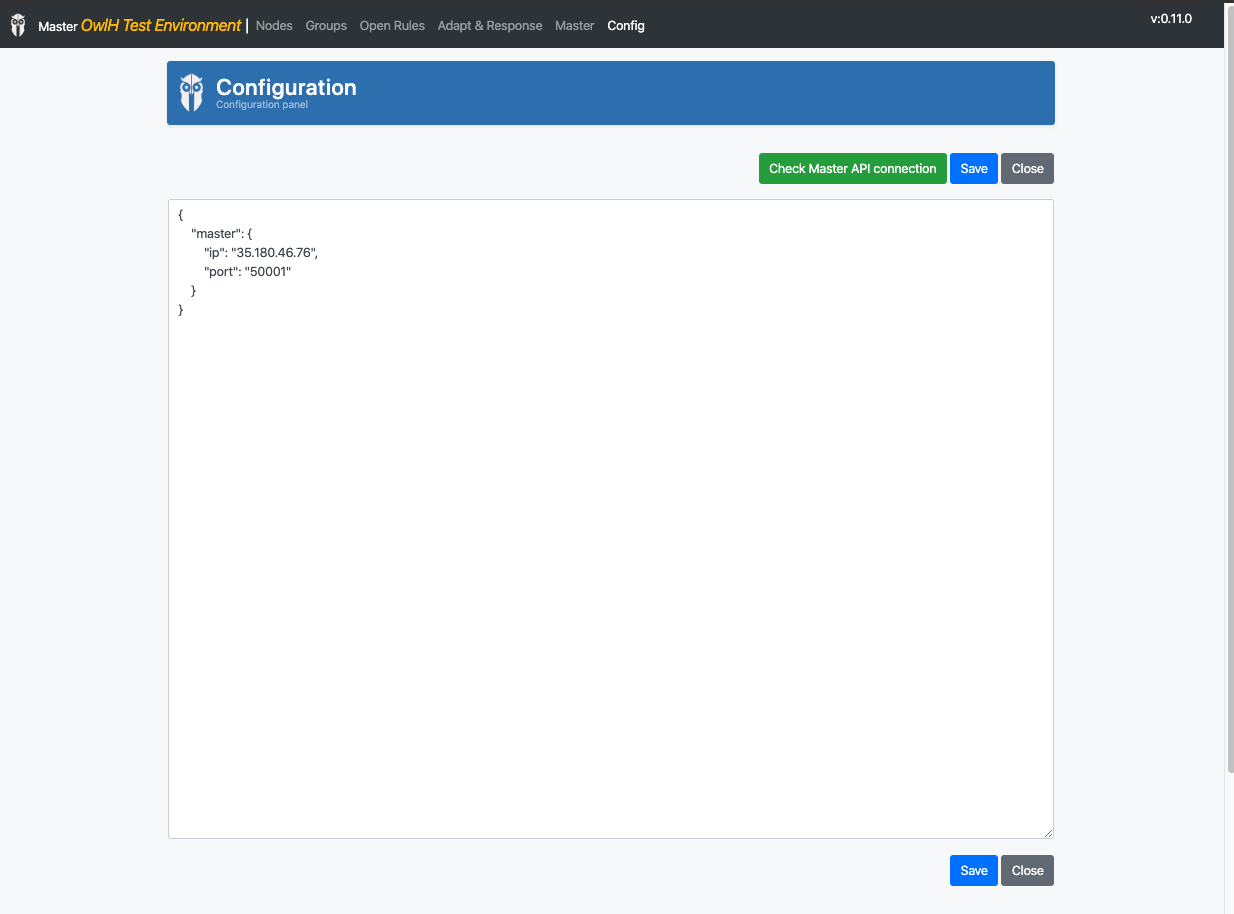 Master OwlH Test Environment | Nodes Groups Open Rules Adapt & Response Master Config v:0.11.0
Configuration
Configuration panel
Check Master API connection Save Close
{
"master": {
"ip": "35.180.46.76",
"port": "50001"
}
}
Save Close